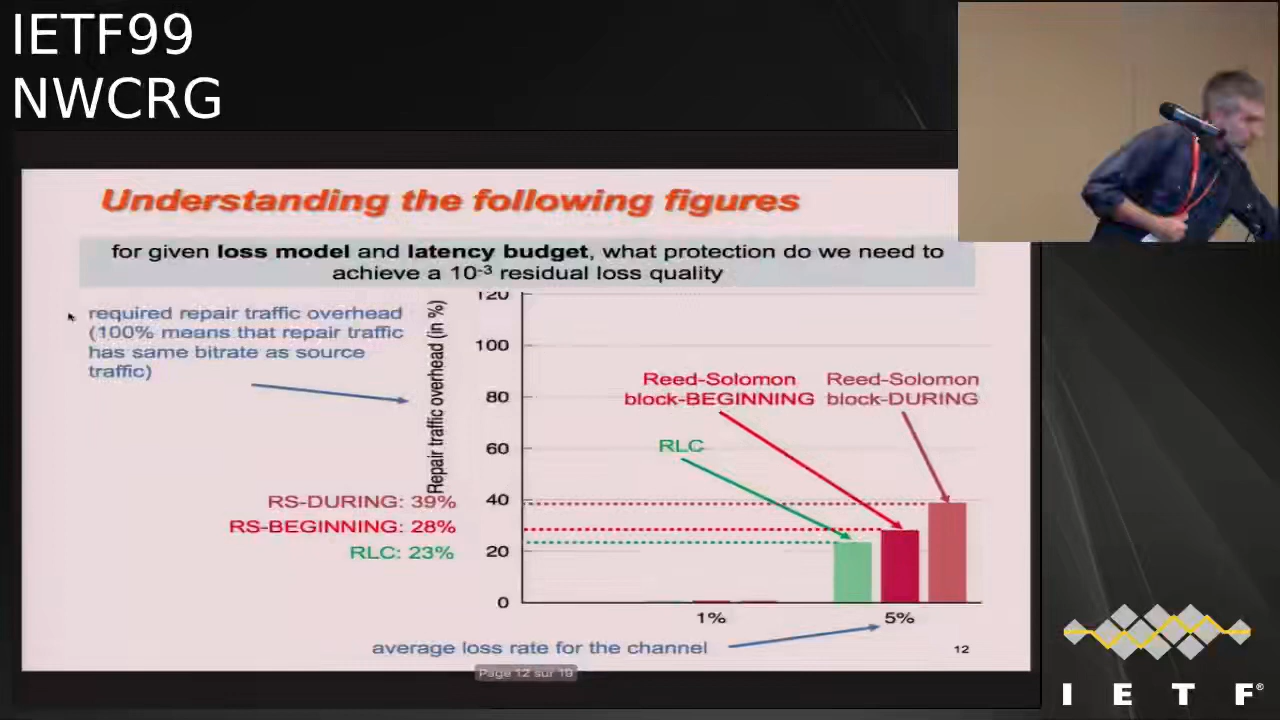 IETF99
NWCRG
Understanding the following figures
for given loss model and latency budget, what protection do we need to
achieve a 10-3 residual loss quality
required repair traffic overhead
(100% means that repair traffic
has same bitrate as source
traffic)
Repair traffic overhead (in %)
120
100
80
60
40
20
0
Reed-Solomon
block-BEGINNING
Reed-Solomon
block-DURING
RLC
RS-DURING: 39%
RS-BEGINNING: 28%
RLC: 23%
1%
5%
average loss rate for the channel
12
Page 12 sur 19
I E T F®